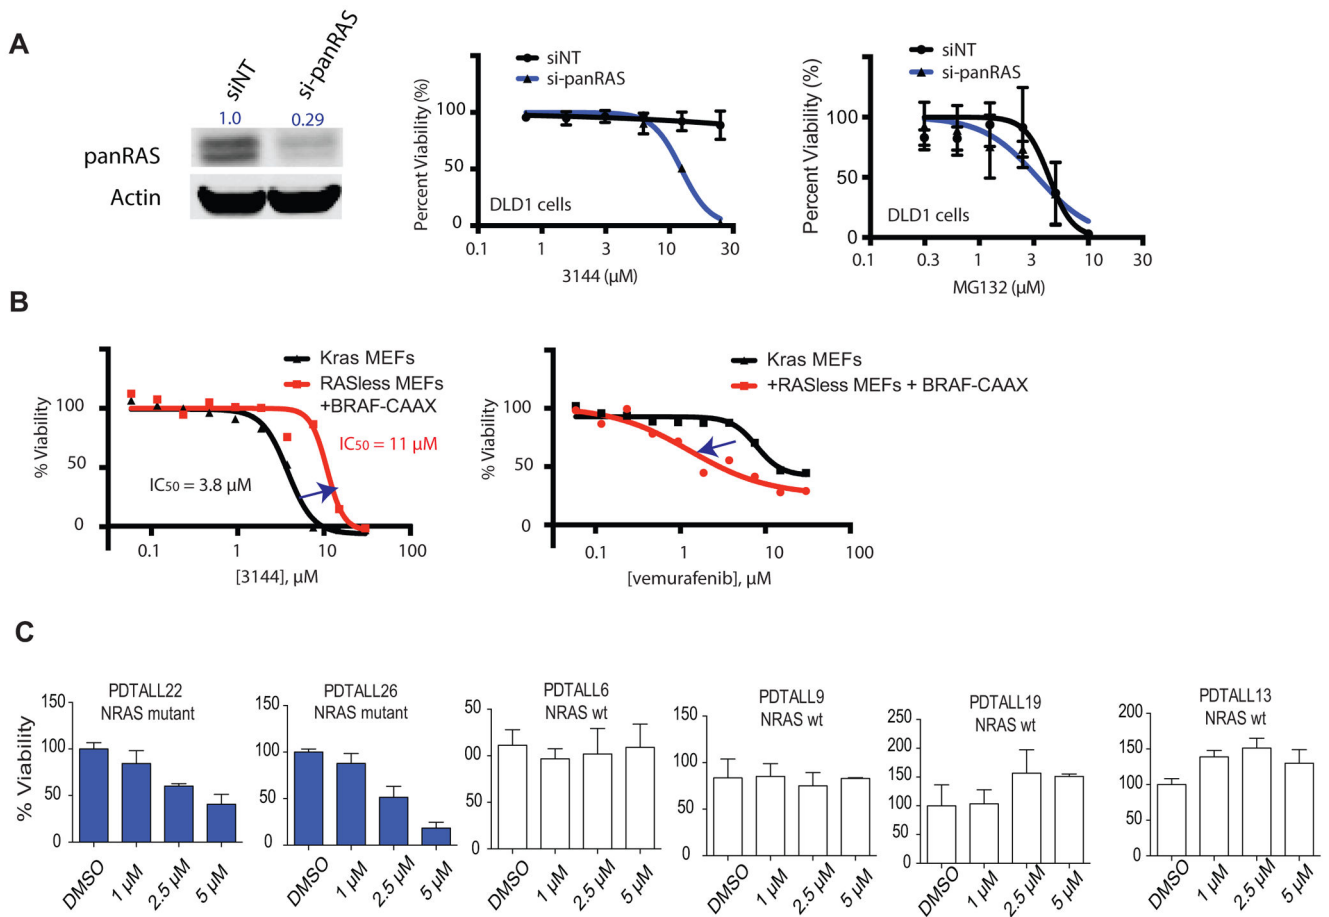 A
siNT
si-panRAS
1.0
0.29
panRAS
Actin
siNT
si-panRAS
Percent Viability (%)
100
50
0
DLD1 cells
0.1
1
3
10
30
3144 (µM)
siNT
si-panRAS
Percent Viability (%)
100
50
0
DLD1 cells
0.1
0.3
1
3
10
30
MG132 (µM)
B
Kras MEFs
RASless MEFs
+BRAF-CAAX
% Viability
100
50
0
IC50 = 11 µM
IC50 = 3.8 µM
0.1
1
10
100
[3144], µM
Kras MEFs
+RASless MEFs + BRAF-CAAX
% Viability
100
50
0
0.1
1
10
100
[vemurafenib], µM
C
PDTALL22
NRAS mutant
% Viability
150
100
50
0
DMSO
1 µM
2.5 µM
5 µM
PDTALL26
NRAS mutant
150
100
50
0
DMSO
1 µM
2.5 µM
5 µM
PDTALL6
NRAS wt
50
00
50
0
DMSO
1 µM
2.5 µM
5 µM
PDTALL9
NRAS wt
150
100
50
0
DMSO
1 µM
2.5 µM
5 µM
PDTALL19
NRAS wt
250
200
150
100
50
0
DMSO
1 µM
2.5 µM
5 µM
PDTALL13
NRAS wt
200
150
100
50
0
DMSO
1 µM
2.5 µM
5 µM